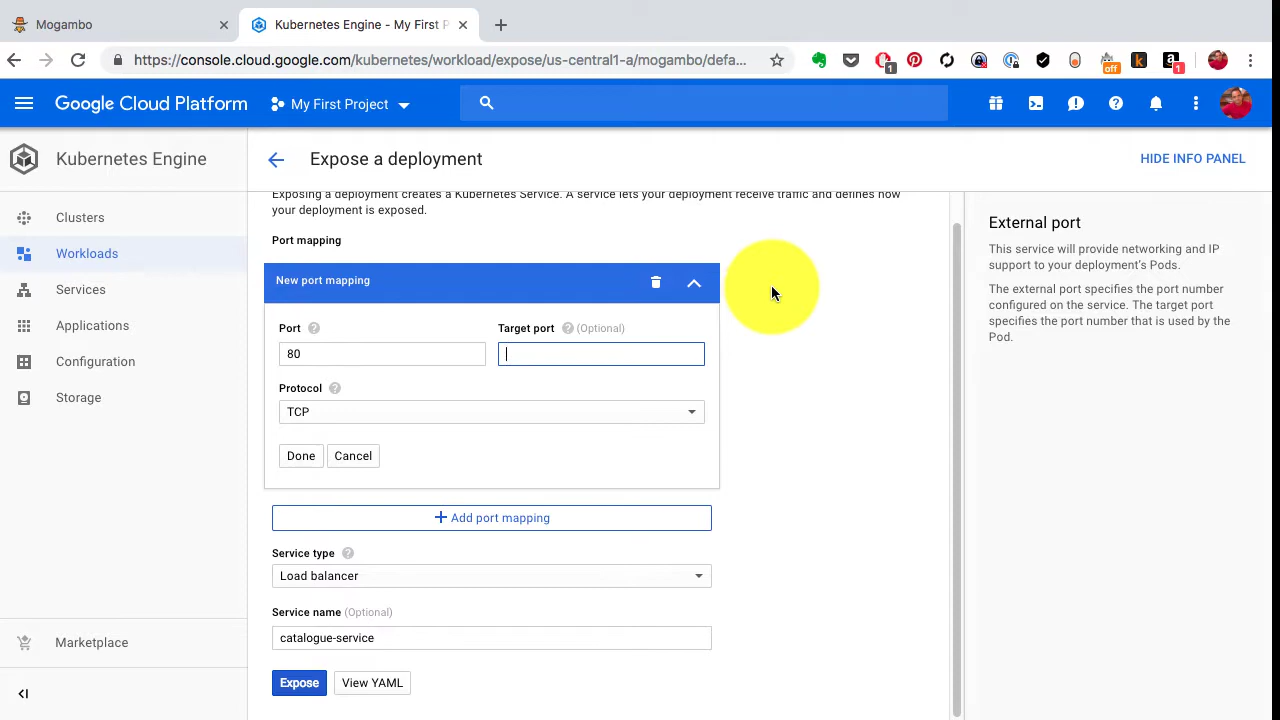 Mogambo
Kubernetes Engine - My First P
https://console.cloud.google.com/kubernetes/workload/expose/us-central1-a/mogambo/defa...
1
off
k
a
1
Google Cloud Platform
My First Project
Kubernetes Engine
Expose a deployment
HIDE INFO PANEL
Clusters
Workloads
Services
Applications
Configuration
Storage
Marketplace
Exposing a deployment creates a Kubernetes Service. A service lets your deployment receive traffic and defines how
your deployment is exposed.
Port mapping
New port mapping
Port
Target port (Optional)
80
Protocol
TCP
Done
Cancel
Add port mapping
Service type
Load balancer
Service name (Optional)
catalogue-service
Expose
View YAML
External port
This service will provide networking and IP
support to your deployment's Pods.
The external port specifies the port number
configured on the service. The target port
specifies the port number that is used by the
Pod.